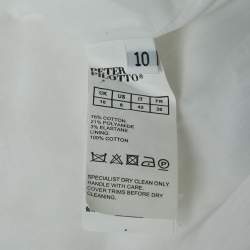 10
PETER
PILOTTO®
UK US IT FR
10 6 42 38
76% COTTON
21% POLYAMIDE
3% ELASTANE
LINING:
100% COTTON
SPECIALIST DRY CLEAN ONLY
HANDLE WITH CARE.
COVER TRIMS BEFORE DRY
CLEANING.